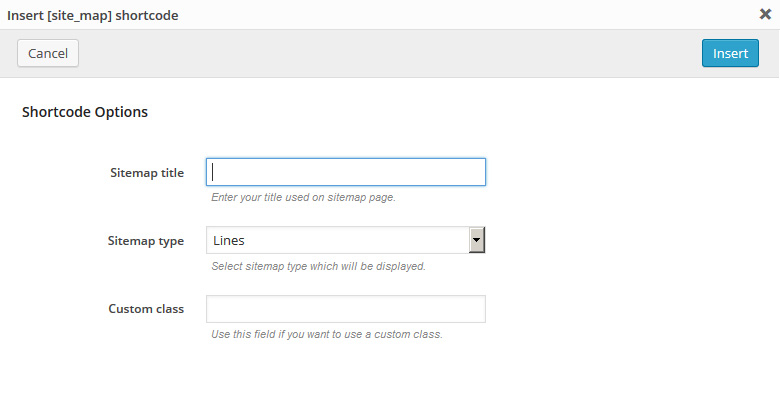 Insert [site_map] shortcode
Cancel
Insert
Shortcode Options
Sitemap title
Enter your title used on sitemap page.
Sitemap type
Lines
Select sitemap type which will be displayed.
Custom class
Use this field if you want to use a custom class.